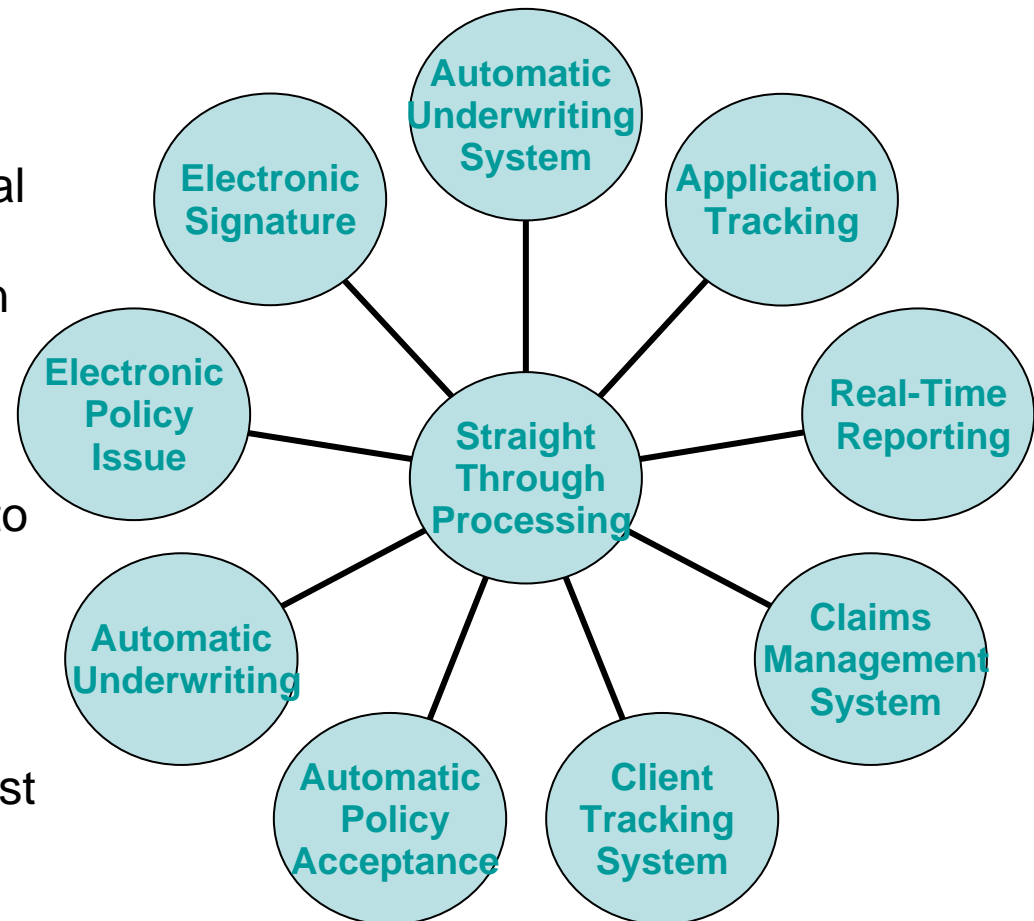 al
n
to
st
Automatic
Underwriting
System
Electronic
Signature
Application
Tracking
Electronic
Policy
Issue
Real-Time
Reporting
Straight
Through
Processing
Automatic
Underwriting
Claims
Management
System
Automatic
Policy
Acceptance
Client
Tracking
System